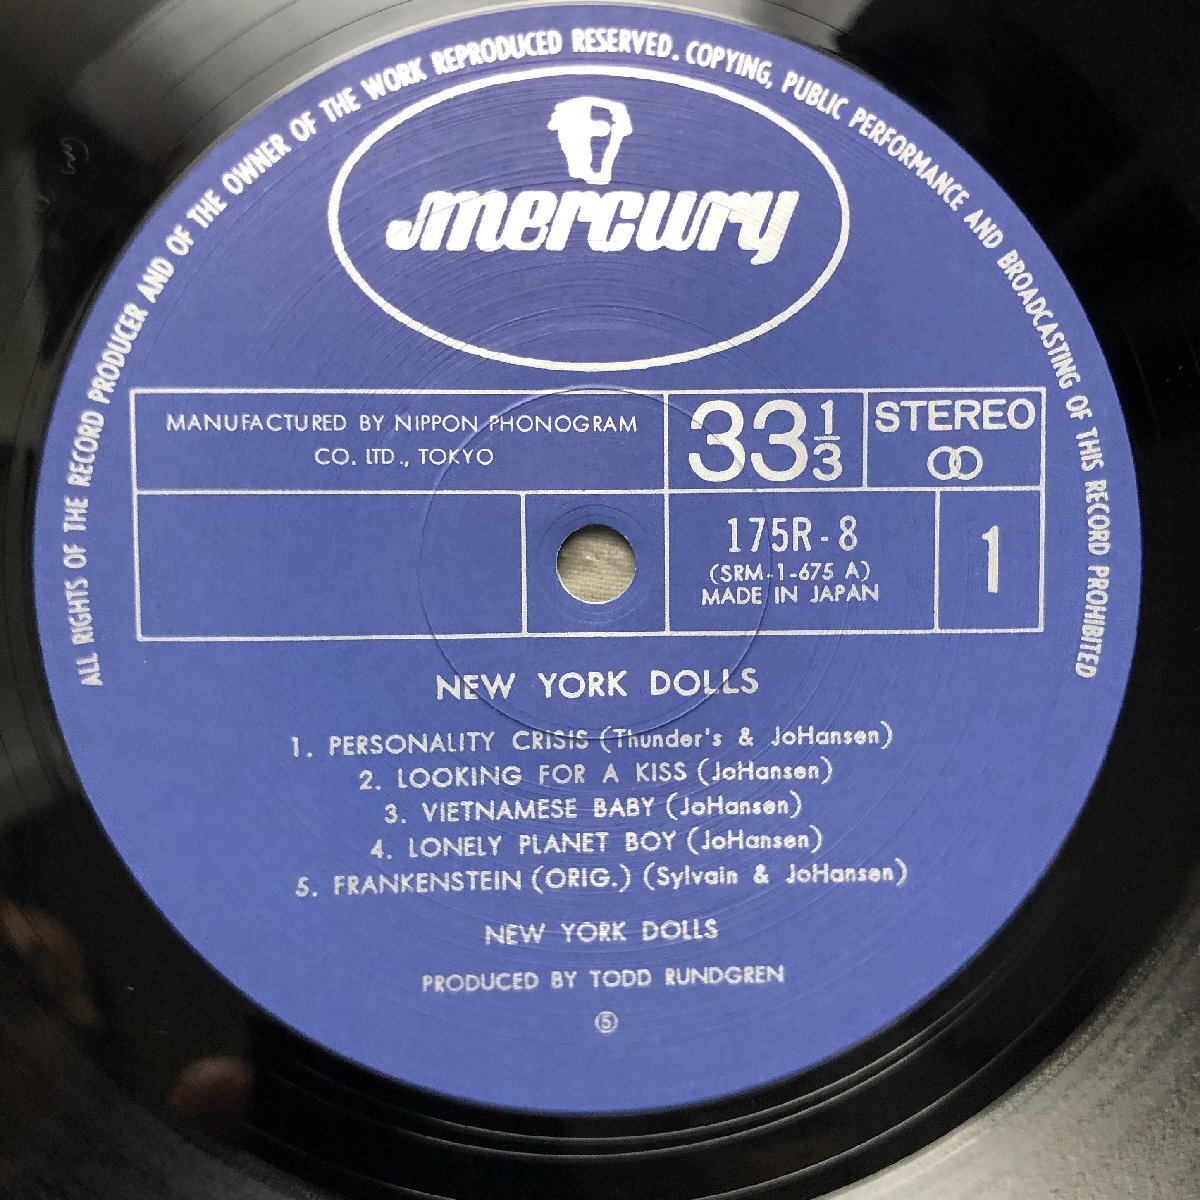 ALL RIGHTS OF THE RECORD PRODUCER AND OF THE OWNER OF THE WORK REPRODUCED RESERVED. COPYING, PUBLIC PERFORMANCE AND BROADCASTING OF THIS RECORD PROHIBITED
mercury
MANUFACTURED BY NIPPON PHONOGRAM
CO. LTD., TOKYO
33 1/3
STEREO
175R-8
(SRM-1-675 A)
MADE IN JAPAN
1
NEW YORK DOLLS
1. PERSONALITY CRISIS (Thunder's & JoHansen)
2. LOOKING FOR A KISS (JoHansen)
3. VIETNAMESE BABY (JoHansen)
4. LONELY PLANET BOY (JoHansen)
5. FRANKENSTEIN (ORIG.) (Sylvain & JoHansen)
NEW YORK DOLLS
PRODUCED BY TODD RUNDGREN
⑤